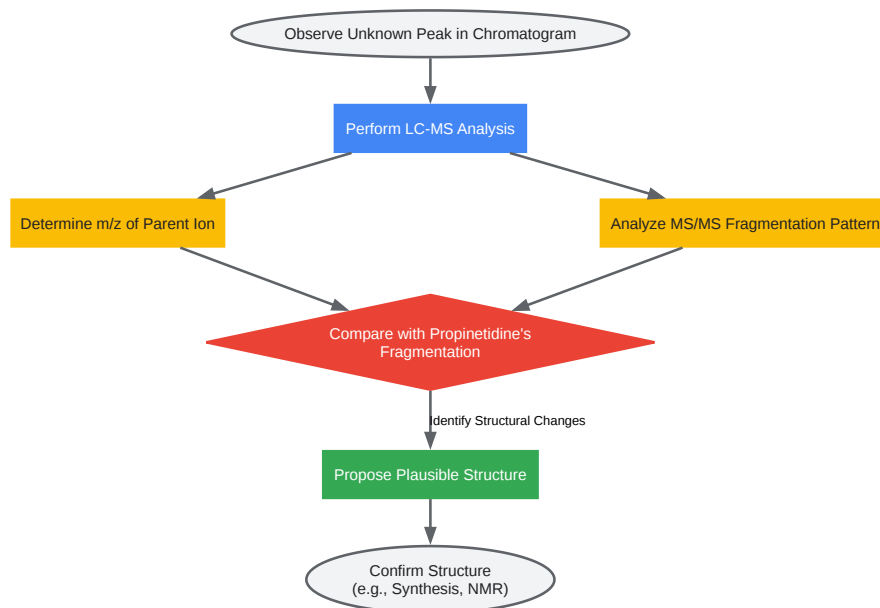 Observe Unknown Peak in Chromatogram
Perform LC-MS Analysis
Determine m/z of Parent Ion
Analyze MS/MS Fragmentation Pattern
Compare with Propinetidine's
Fragmentation
Identify Structural Changes
Propose Plausible Structure
Confirm Structure
(e.g., Synthesis, NMR)